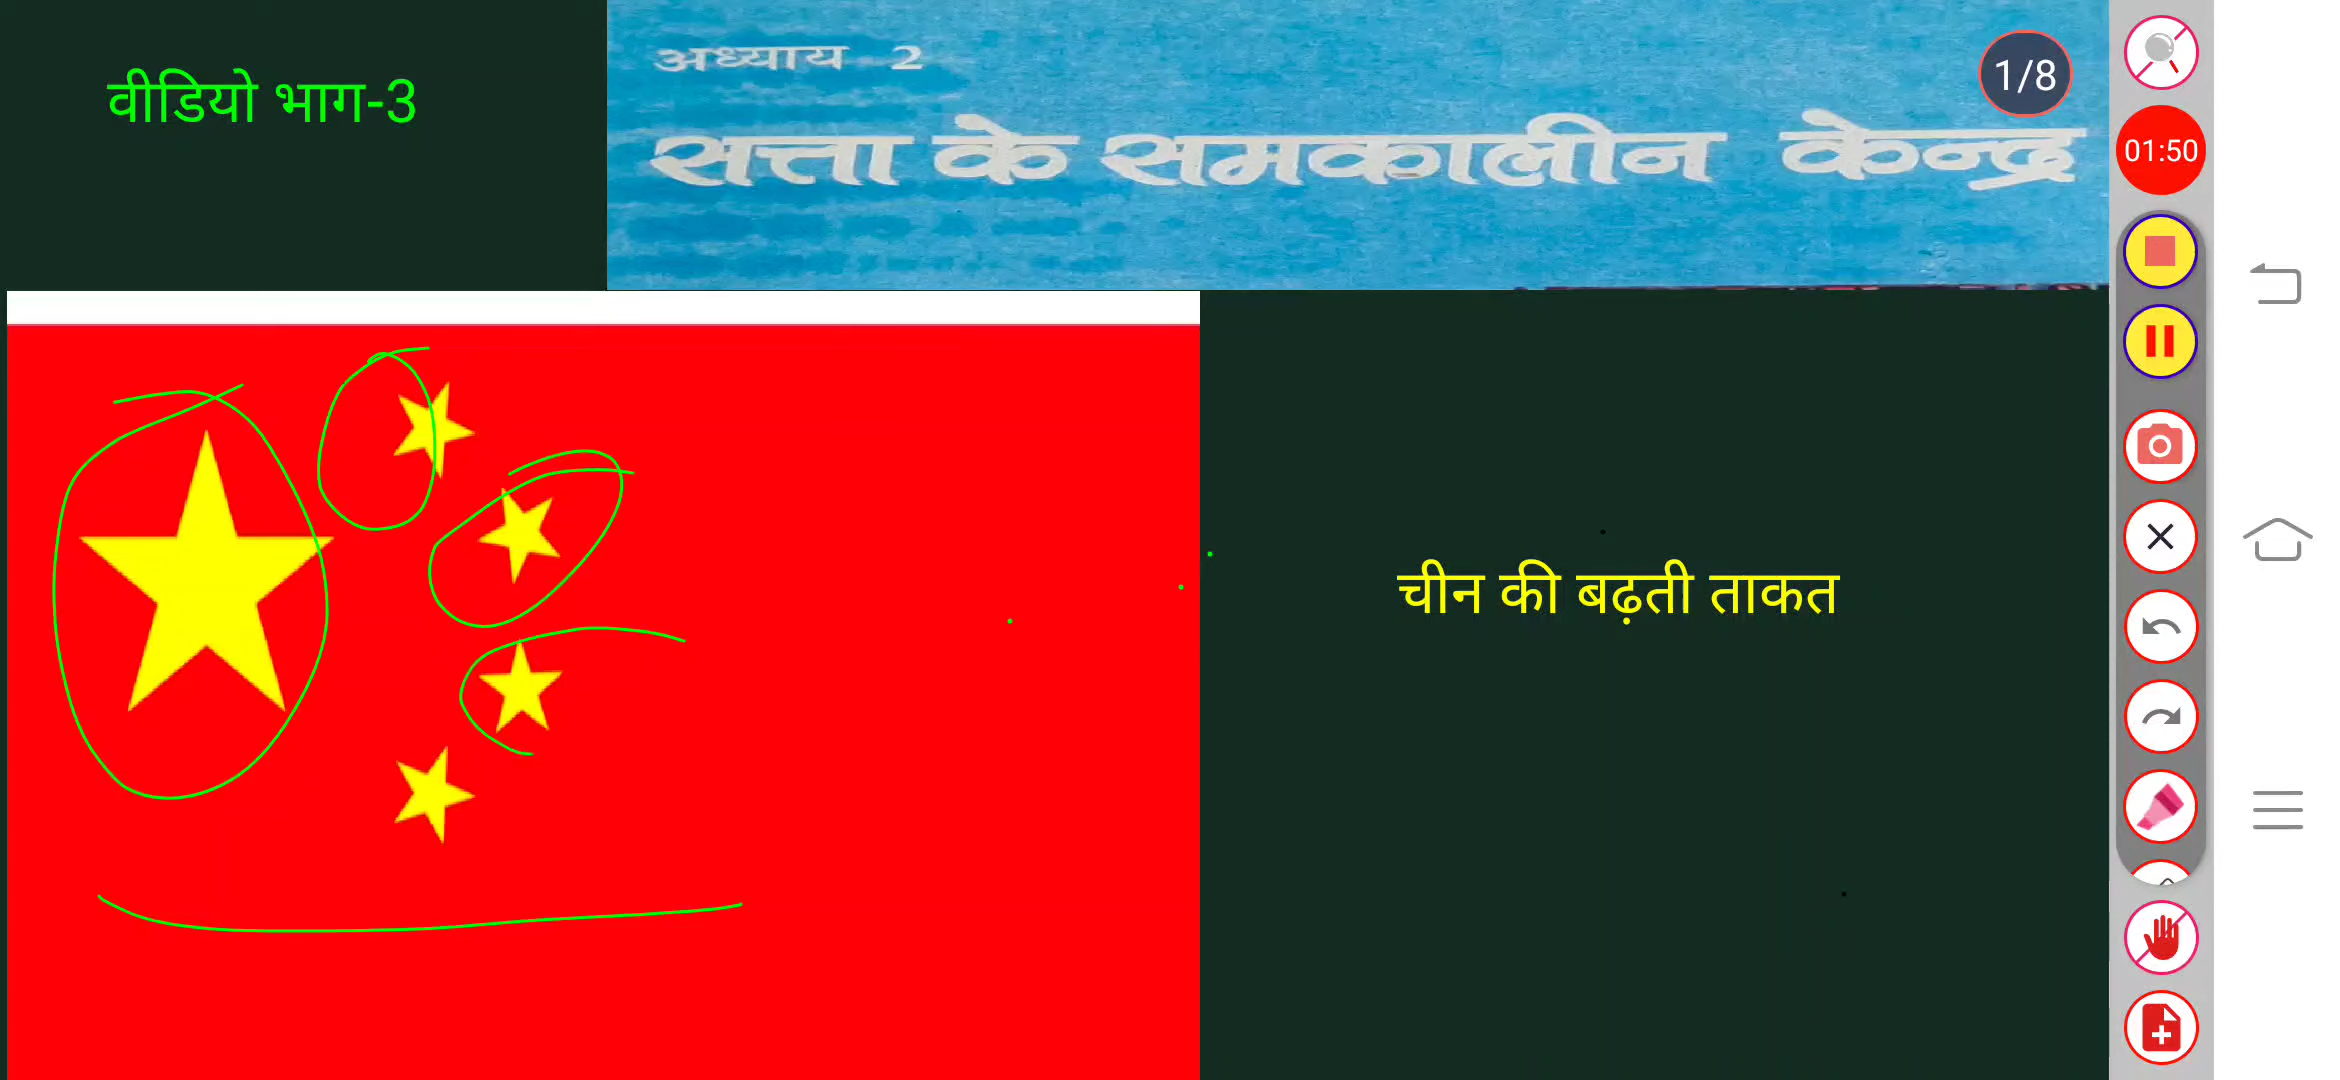 वीडियो भाग-3
अध्याय 2
सत्ता के समकालीन केन्द्र
1/8
01:50
चीन की बढ़ती ताकत